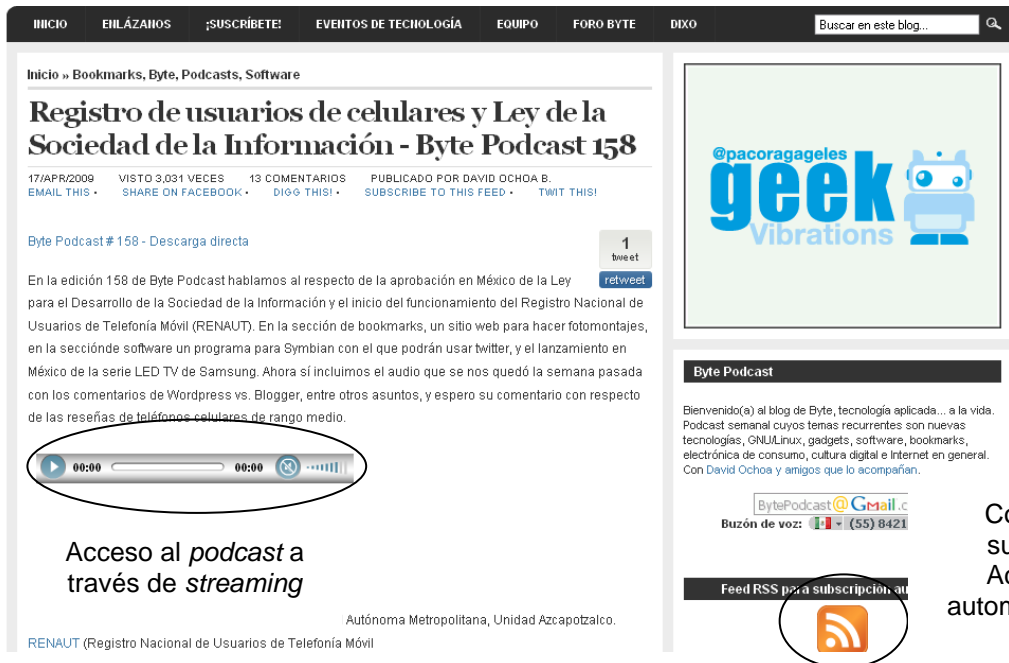 INICIO ENLÁZANOS ¡SUSCRÍBETE! EVENTOS DE TECNOLOGÍA EQUIPO FORO BYTE DIXO Buscar en este blog...
Inicio » Bookmarks, Byte, Podcasts, Software
Registro de usuarios de celulares y Ley de la
Sociedad de la Información - Byte Podcast 158
17/APR/2009 VISTO 3,031 VECES 13 COMENTARIOS PUBLICADO POR DAVID OCHOA B.
EMAIL THIS • SHARE ON FACEBOOK • DIGG THIS! • SUBSCRIBE TO THIS FEED • TWIT THIS!
Byte Podcast # 158 - Descarga directa
1
tweet
retweet
En la edición 158 de Byte Podcast hablamos al respecto de la aprobación en México de la Ley
para el Desarrollo de la Sociedad de la Información y el inicio del funcionamiento del Registro Nacional de
Usuarios de Telefonía Móvil (RENAUT). En la sección de bookmarks, un sitio web para hacer fotomontajes,
en la secciónde software un programa para Symbian con el que podrán usar twitter, y el lanzamiento en
México de la serie LED TV de Samsung. Ahora sí incluimos el audio que se nos quedó la semana pasada
con los comentarios de Wordpress vs. Blogger, entre otros asuntos, y espero su comentario con respecto
de las reseñas de teléfonos celulares de rango medio.
00:00 00:00
Acceso al podcast a
través de streaming
Autónoma Metropolitana, Unidad Azcapotzalco.
RENAUT (Registro Nacional de Usuarios de Telefonía Móvil
@pacoragageles
geek
Vibrations
Byte Podcast
Bienvenido(a) al blog de Byte, tecnología aplicada... a la vida.
Podcast semanal cuyos temas recurrentes son nuevas
tecnologías, GNU/Linux, gadgets, software, bookmarks,
electrónica de consumo, cultura digital e Internet en general.
Con David Ochoa y amigos que lo acompañan.
BytePodcast@Gmail.c
Buzón de voz: (55) 8421
Feed RSS para subscripción au
Co
su
Ac
autom